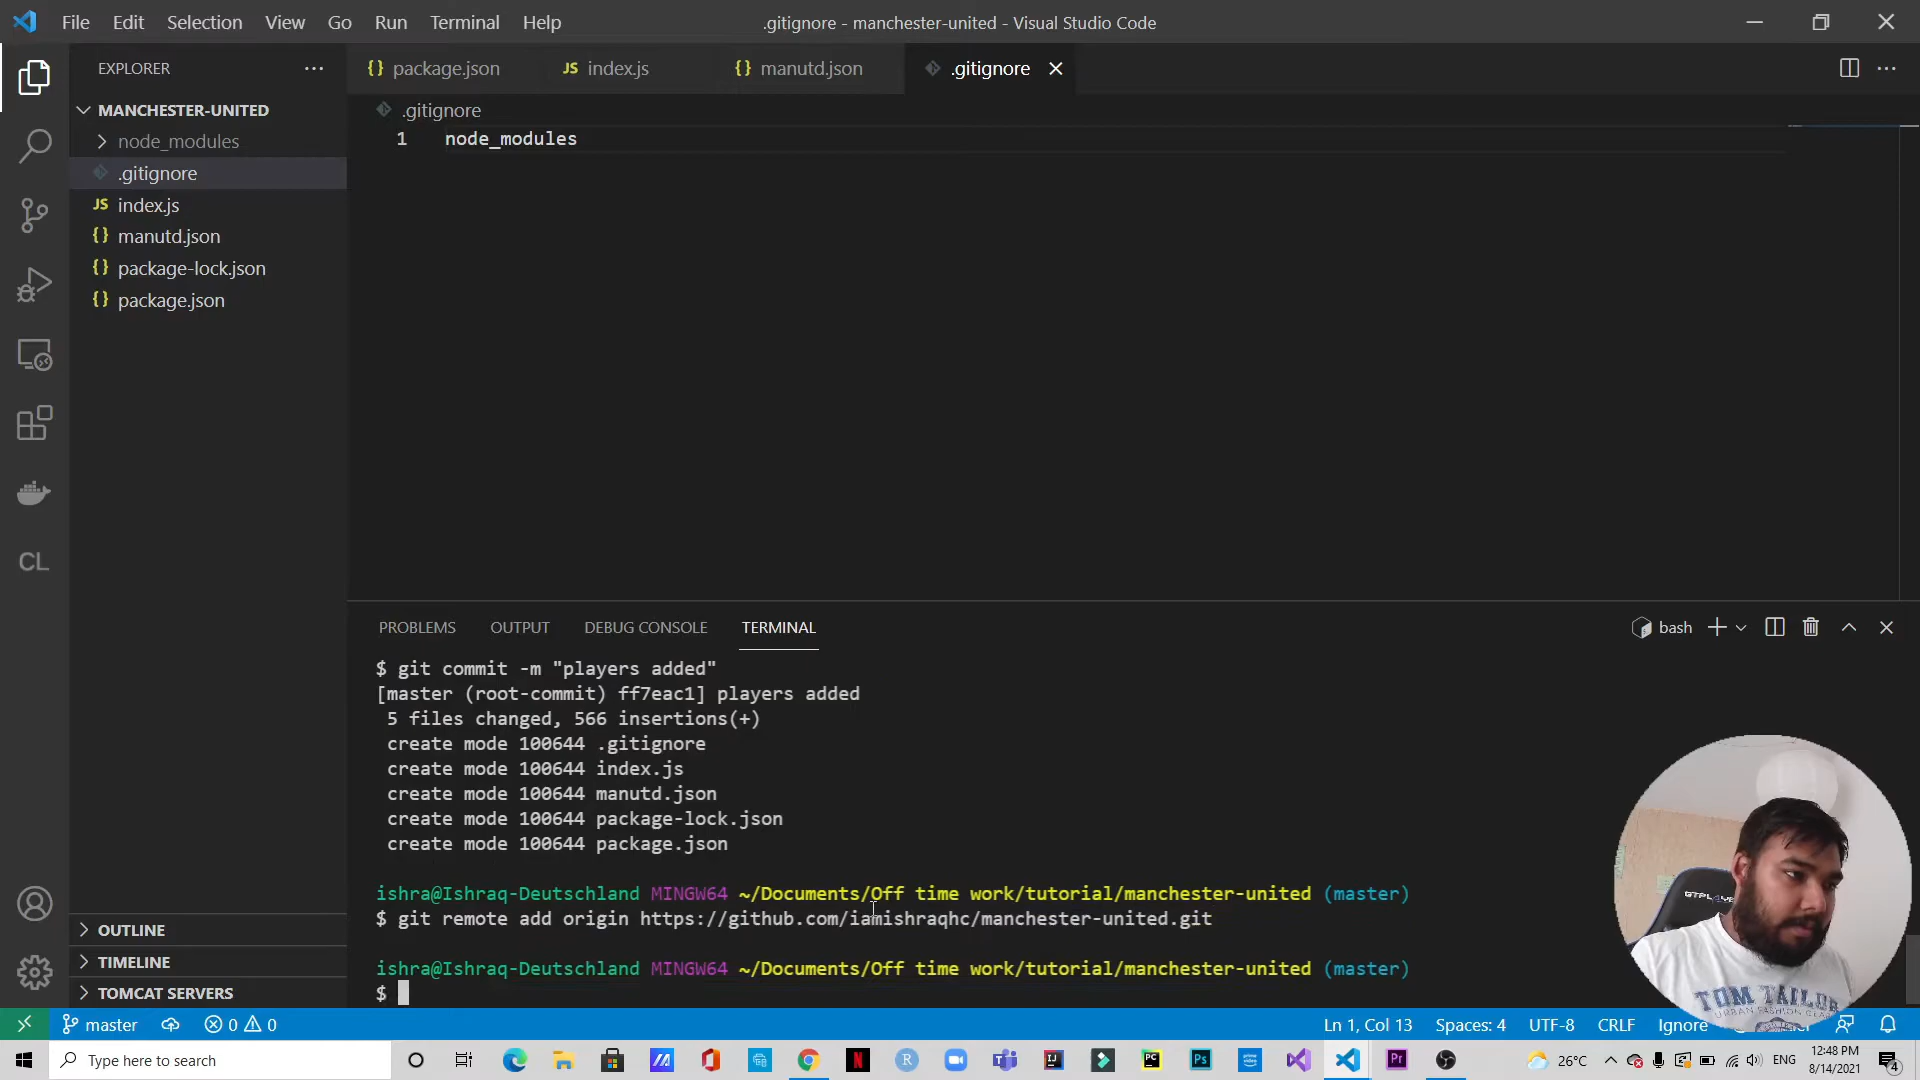 File Edit Selection View Go Run Terminal Help
.gitignore - manchester-united - Visual Studio Code
EXPLORER
MANCHESTER-UNITED
node_modules
.gitignore
JS index.js
{} manutd.json
{} package-lock.json
{} package.json
OUTLINE
TIMELINE
TOMCAT SERVERS
CL
{} package.json
JS index.js
{} manutd.json
.gitignore
.gitignore
1 node_modules
PROBLEMS OUTPUT DEBUG CONSOLE TERMINAL
bash
$ git commit -m "players added"
[master (root-commit) ff7eac1] players added
5 files changed, 566 insertions(+)
create mode 100644 .gitignore
create mode 100644 index.js
create mode 100644 manutd.json
create mode 100644 package-lock.json
create mode 100644 package.json
ishra@Ishraq-Deutschland MINGW64 ~/Documents/Off time work/tutorial/manchester-united (master)
$ git remote add origin https://github.com/iamishraqhc/manchester-united.git
ishra@Ishraq-Deutschland MINGW64 ~/Documents/Off time work/tutorial/manchester-united (master)
$
TOM TAILOR
master
0 0
Ln 1, Col 13 Spaces: 4 UTF-8 CRLF Ignore
Type here to search
26°C
ENG
12:48 PM
8/14/2021
4